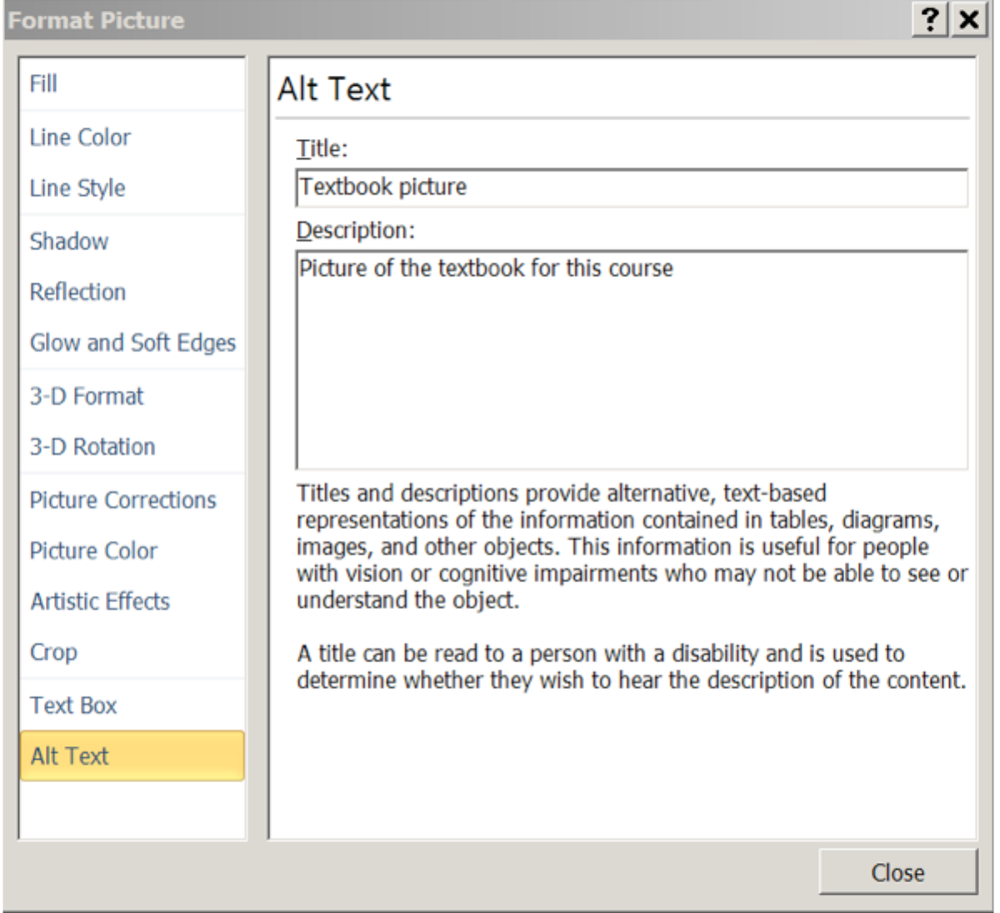 Format Picture
Fill
Line Color
Line Style
Shadow
Reflection
Glow and Soft Edges
3-D Format
3-D Rotation
Picture Corrections
Picture Color
Artistic Effects
Crop
Text Box
Alt Text
Alt Text
Title:
Textbook picture
Description:
Picture of the textbook for this course
Titles and descriptions provide alternative, text-based
representations of the information contained in tables, diagrams,
images, and other objects. This information is useful for people
with vision or cognitive impairments who may not be able to see or
understand the object.
A title can be read to a person with a disability and is used to
determine whether they wish to hear the description of the content.
Close